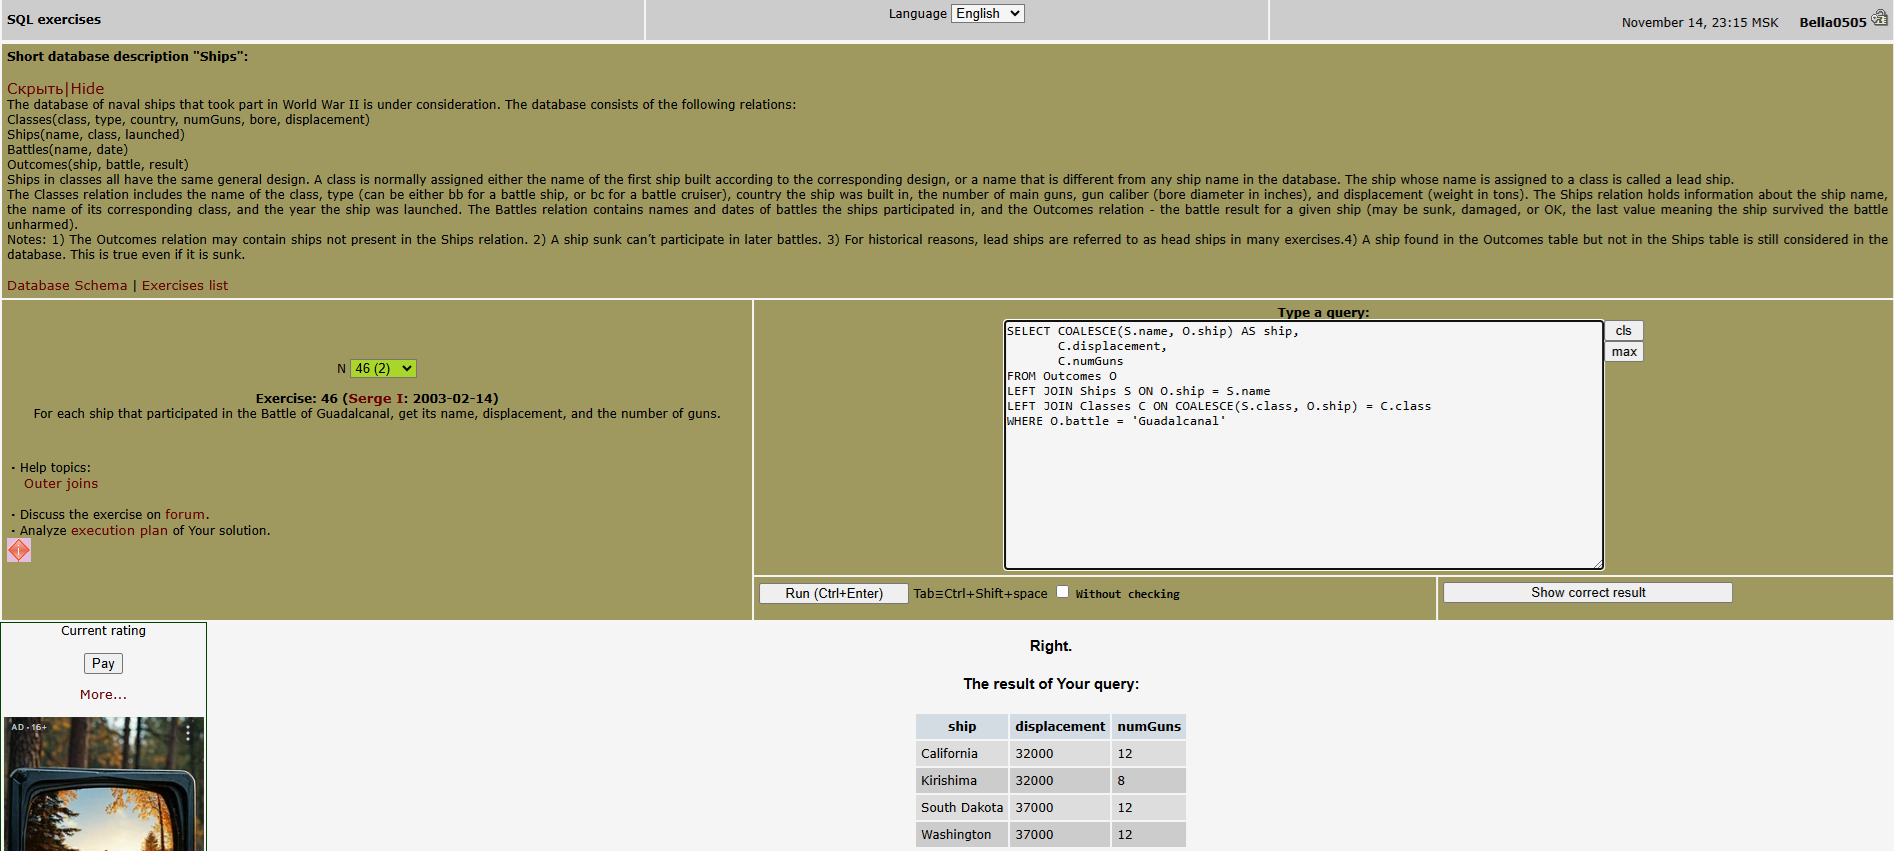 SQL exercises
Language English
November 14, 23:15 MSK Bella0505
Short database description "Ships":
Скрыть|Hide
The database of naval ships that took part in World War II is under consideration. The database consists of the following relations:
Classes(class, type, country, numGuns, bore, displacement)
Ships(name, class, launched)
Battles(name, date)
Outcomes(ship, battle, result)
Ships in classes all have the same general design. A class is normally assigned either the name of the first ship built according to the corresponding design, or a name that is different from any ship name in the database. The ship whose name is assigned to a class is called a lead ship.
The Classes relation includes the name of the class, type (can be either bb for a battle ship, or bc for a battle cruiser), country the ship was built in, the number of main guns, gun caliber (bore diameter in inches), and displacement (weight in tons). The Ships relation holds information about the ship name,
the name of its corresponding class, and the year the ship was launched. The Battles relation contains names and dates of battles the ships participated in, and the Outcomes relation - the battle result for a given ship (may be sunk, damaged, or OK, the last value meaning the ship survived the battle
unharmed).
Notes: 1) The Outcomes relation may contain ships not present in the Ships relation. 2) A ship sunk can’t participate in later battles. 3) For historical reasons, lead ships are referred to as head ships in many exercises.4) A ship found in the Outcomes table but not in the Ships table is still considered in the
database. This is true even if it is sunk.
Database Schema | Exercises list
N 46 (2)
Exercise: 46 (Serge I: 2003-02-14)
For each ship that participated in the Battle of Guadalcanal, get its name, displacement, and the number of guns.
· Help topics:
Outer joins
· Discuss the exercise on forum.
· Analyze execution plan of Your solution.
Type a query:
SELECT COALESCE(S.name, O.ship) AS ship,
C.displacement,
C.numGuns
FROM Outcomes O
LEFT JOIN Ships S ON O.ship = S.name
LEFT JOIN Classes C ON COALESCE(S.class, O.ship) = C.class
WHERE O.battle = 'Guadalcanal'
cls
max
Run (Ctrl+Enter) Tab≡Ctrl+Shift+space Without checking
Show correct result
Current rating
Pay
More...
AD · 16+
Right.
The result of Your query:
ship displacement numGuns
California 32000 12
Kirishima 32000 8
South Dakota 37000 12
Washington 37000 12